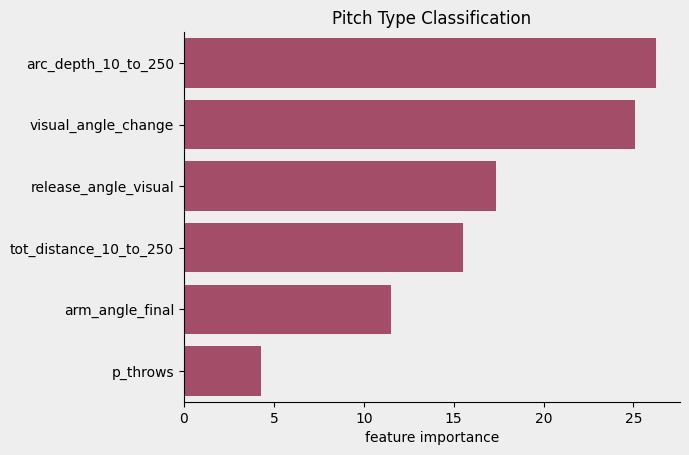 Pitch Type Classification
arc_depth_10_to_250
visual_angle_change
release_angle_visual
tot_distance_10_to_250
arm_angle_final
p_throws
0 5 10 15 20 25
feature importance